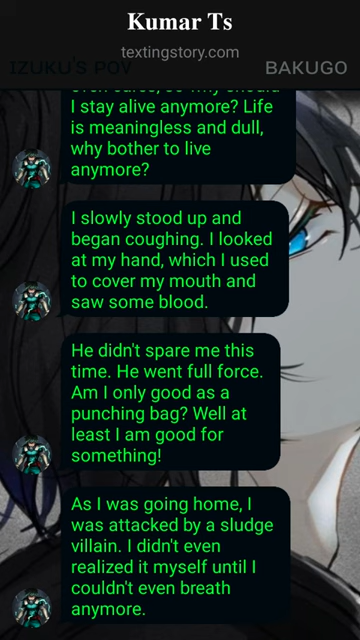 Kumar Ts
textingstory.com
IZUKU'S POV
BAKUGO
I stay alive anymore? Life
is meaningless and dull,
why bother to live
anymore?
I slowly stood up and
began coughing. I looked
at my hand, which I used
to cover my mouth and
saw some blood.
He didn't spare me this
time. He went full force.
Am I only good as a
punching bag? Well at
least I am good for
something!
As I was going home, I
was attacked by a sludge
villain. I didn't even
realized it myself until I
couldn't even breath
anymore.